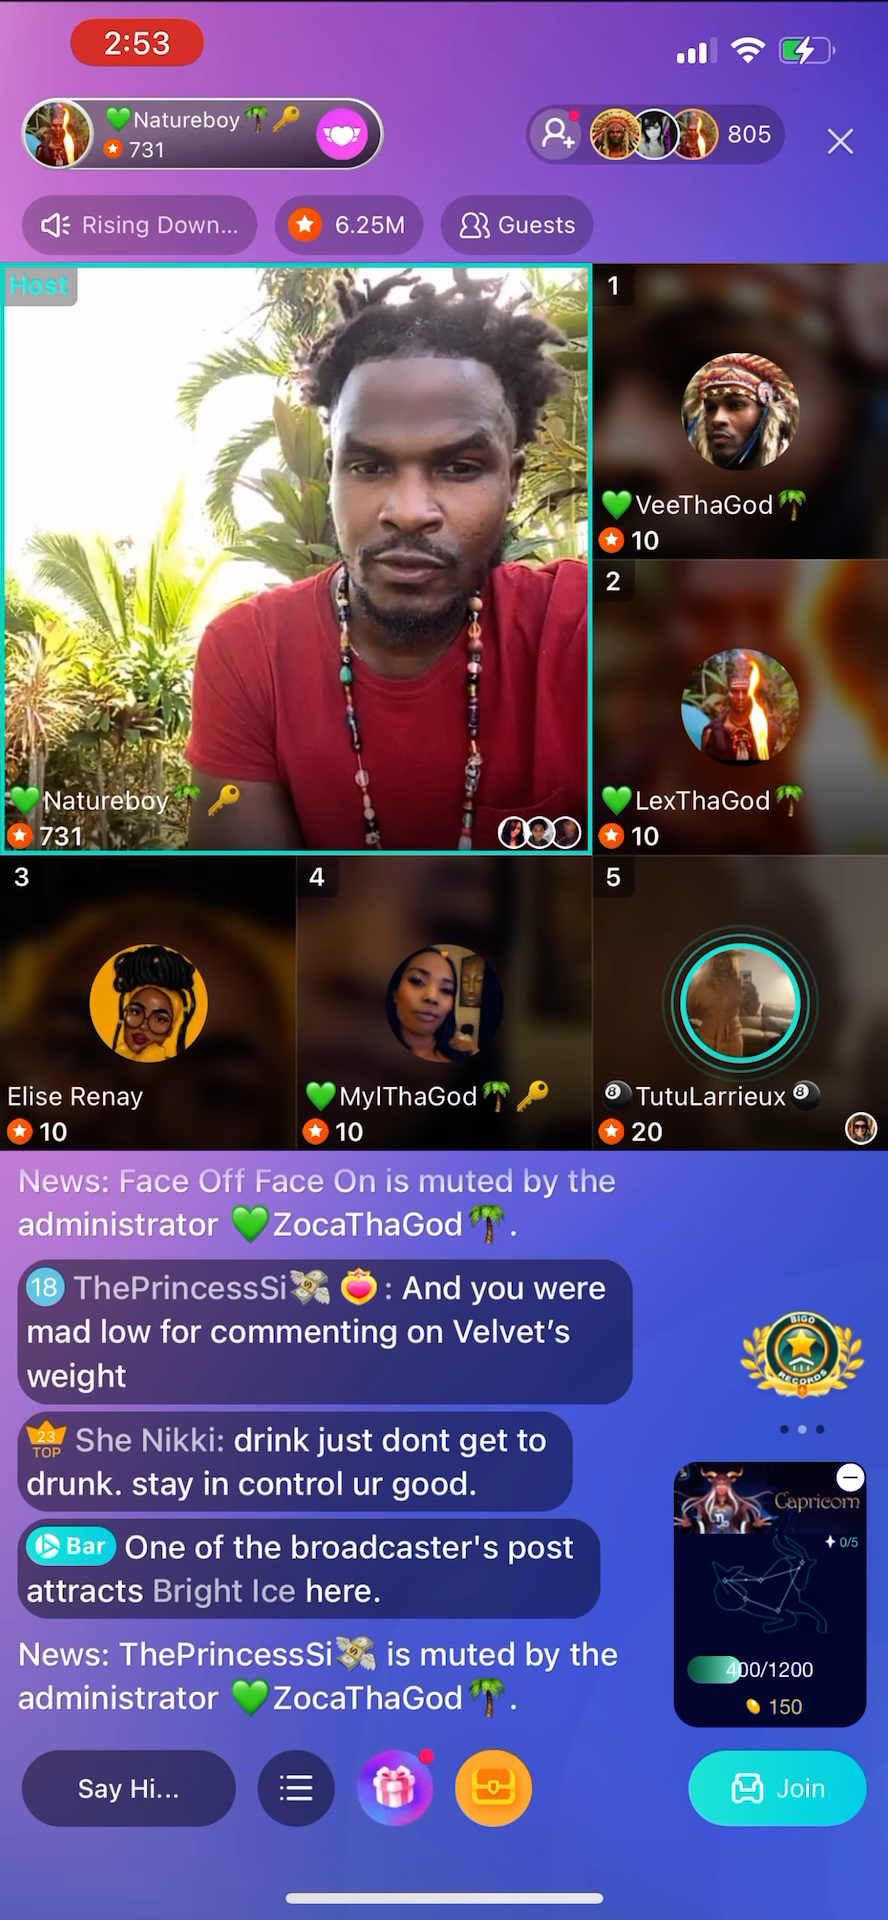 2:53
💚Natureboy🌴🔑
731
805
Rising Down...
6.25M
Guests
Host
1
💚VeeThaGod🌴
10
2
💚LexThaGod🌴
10
💚Natureboy🌴🔑
731
3
Elise Renay
10
4
💚MylThaGod🌴🔑
10
5
🎱TutuLarrieux🎱
20
News: Face Off Face On is muted by the
administrator 💚ZocaThaGod🌴.
18 ThePrincessSi💸 : And you were
mad low for commenting on Velvet’s
weight
23 TOP She Nikki: drink just dont get to
drunk. stay in control ur good.
Bar One of the broadcaster's post
attracts Bright Ice here.
News: ThePrincessSi💸 is muted by the
administrator 💚ZocaThaGod🌴.
BIGO
RECORDS
Capricorn
0/5
400/1200
150
Say Hi...
Join